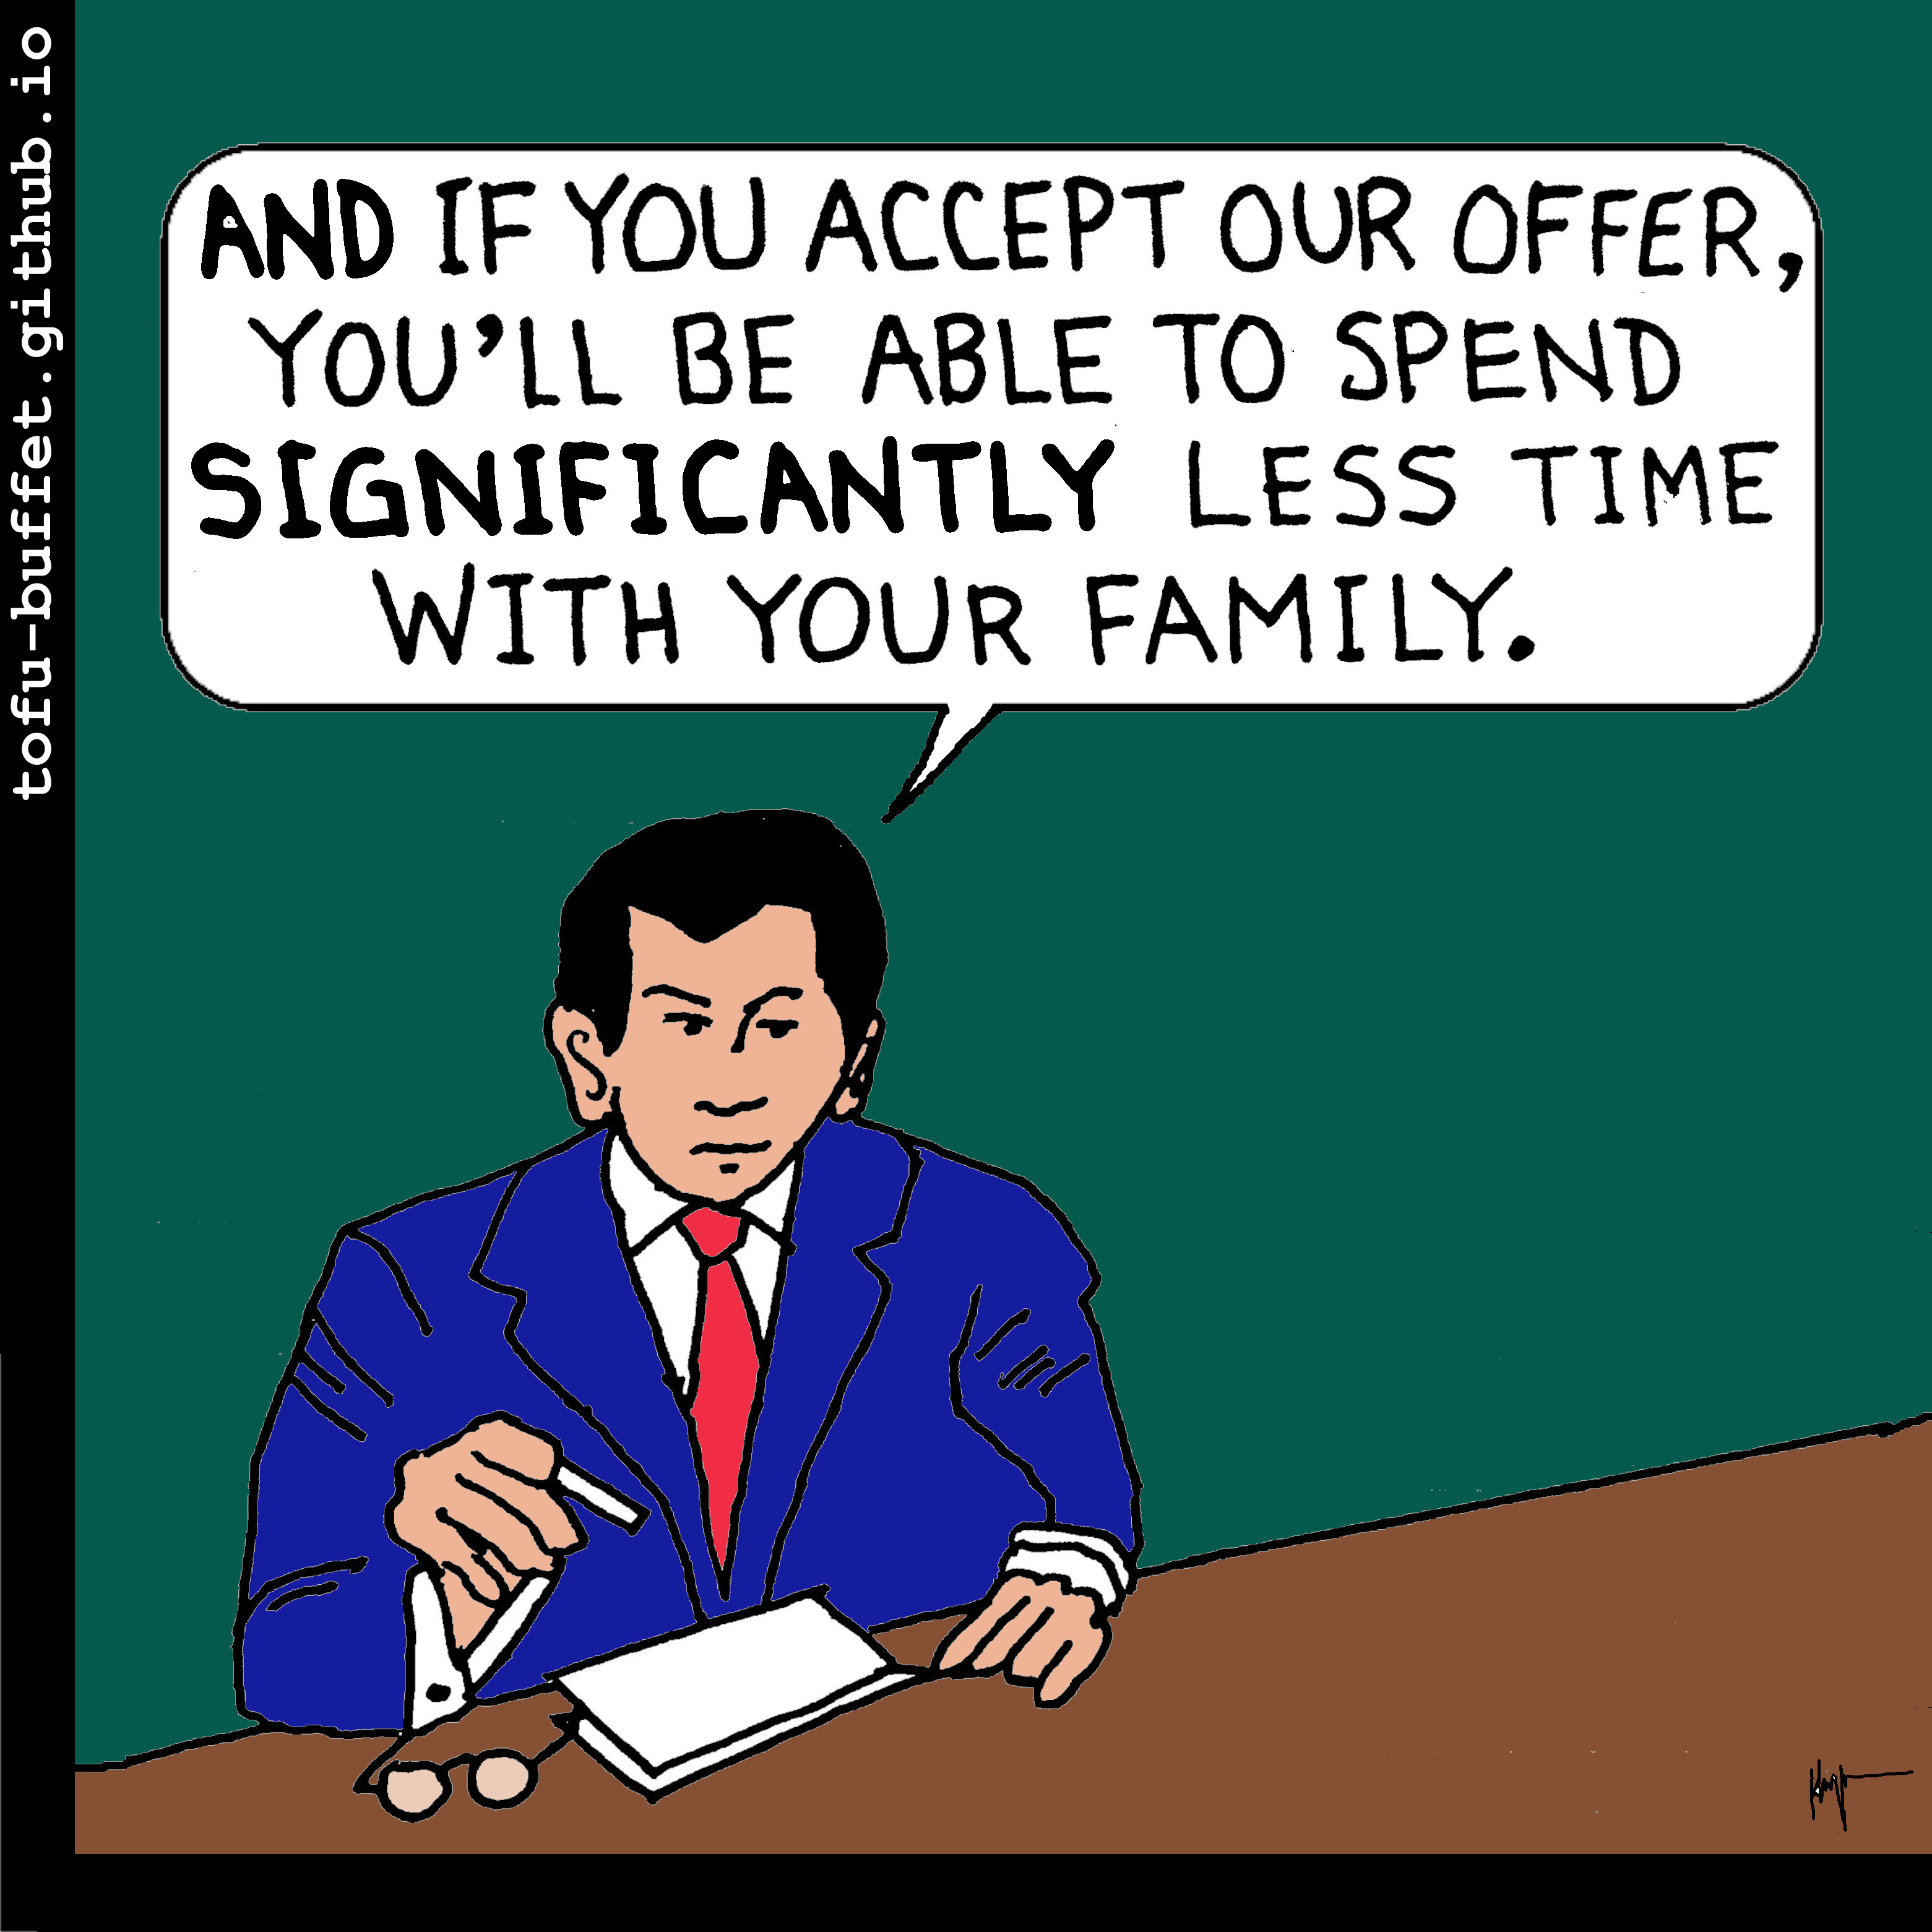 tofu-buffet.github.io
AND IF YOU ACCEPT OUR OFFER,
YOU'LL BE ABLE TO SPEND
SIGNIFICANTLY LESS TIME
WITH YOUR FAMILY.